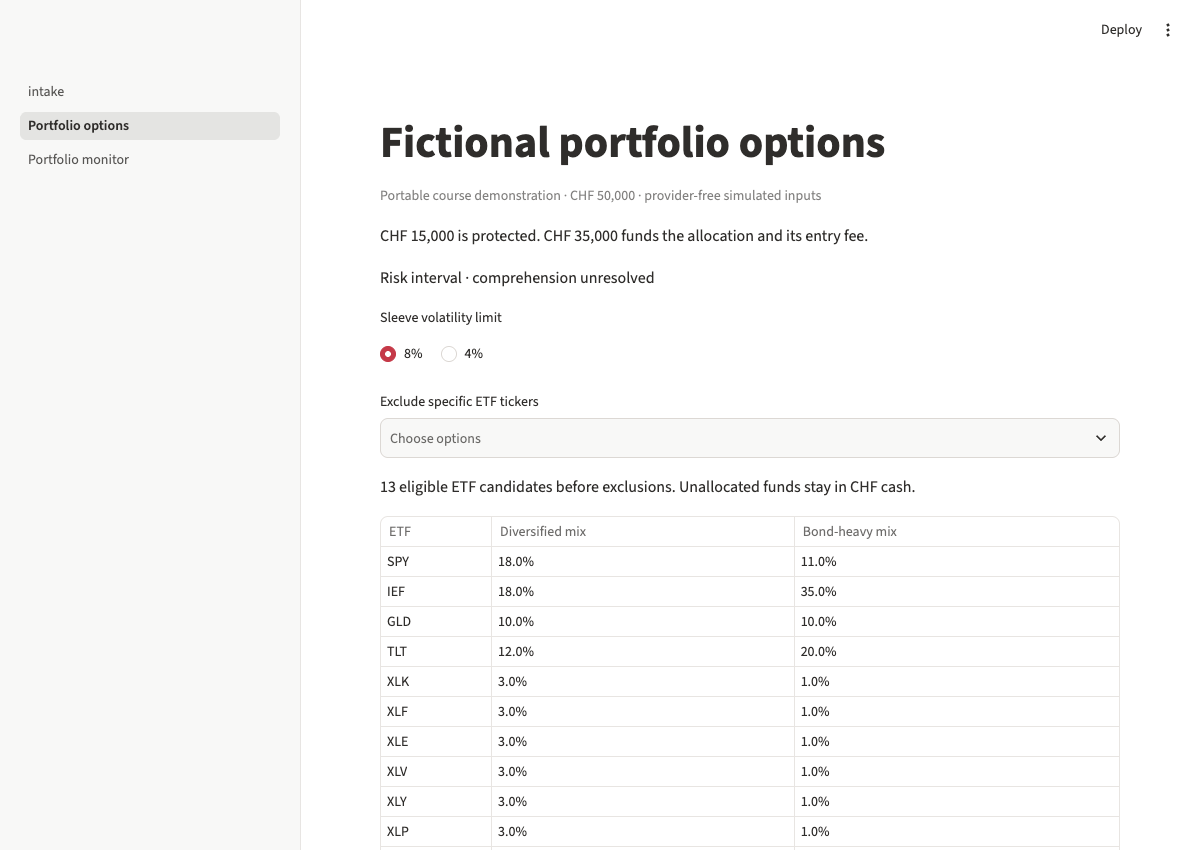 Deploy
intake
Portfolio options
Portfolio monitor
Fictional portfolio options
Portable course demonstration · CHF 50,000 · provider-free simulated inputs
CHF 15,000 is protected. CHF 35,000 funds the allocation and its entry fee.
Risk interval · comprehension unresolved
Sleeve volatility limit
8% 4%
Exclude specific ETF tickers
Choose options
13 eligible ETF candidates before exclusions. Unallocated funds stay in CHF cash.
ETF Diversified mix Bond-heavy mix
SPY 18.0% 11.0%
IEF 18.0% 35.0%
GLD 10.0% 10.0%
TLT 12.0% 20.0%
XLK 3.0% 1.0%
XLF 3.0% 1.0%
XLE 3.0% 1.0%
XLV 3.0% 1.0%
XLY 3.0% 1.0%
XLP 3.0% 1.0%